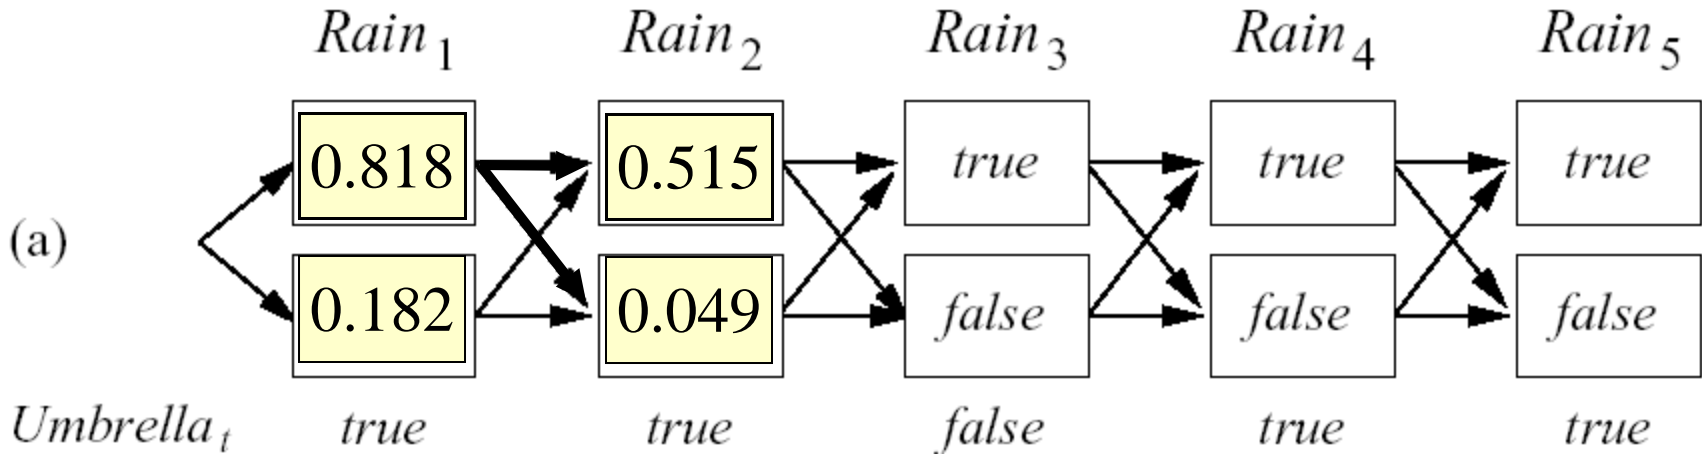 Rain 1 Rain 2 Rain 3 Rain 4 Rain 5
0.818 0.515 true true true
(a)
0.182 0.049 false false false
Umbrella t true true false true true